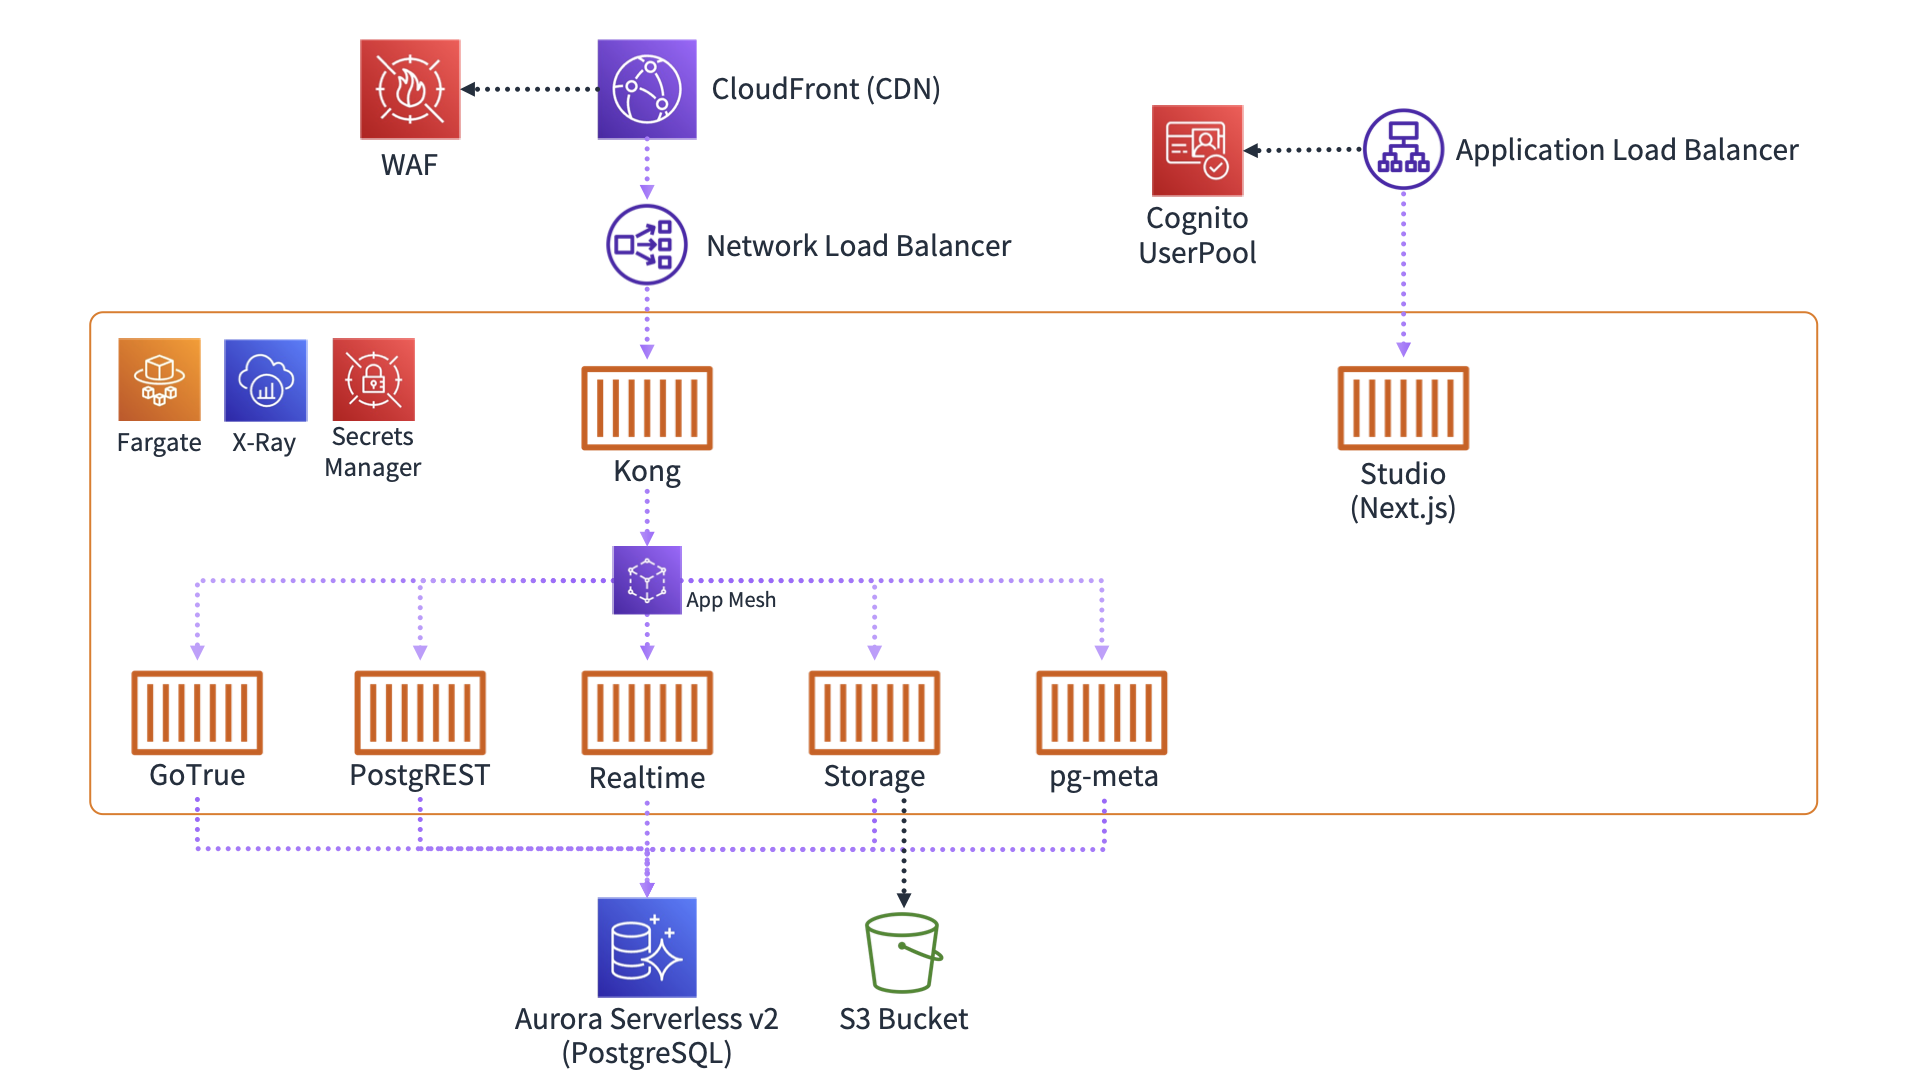 CloudFront (CDN)
WAF
Application Load Balancer
Cognito
UserPool
Network Load Balancer
Fargate
X-Ray
Secrets
Manager
Kong
Studio
(Next.js)
App Mesh
GoTrue
PostgREST
Realtime
Storage
pg-meta
Aurora Serverless v2
(PostgreSQL)
S3 Bucket